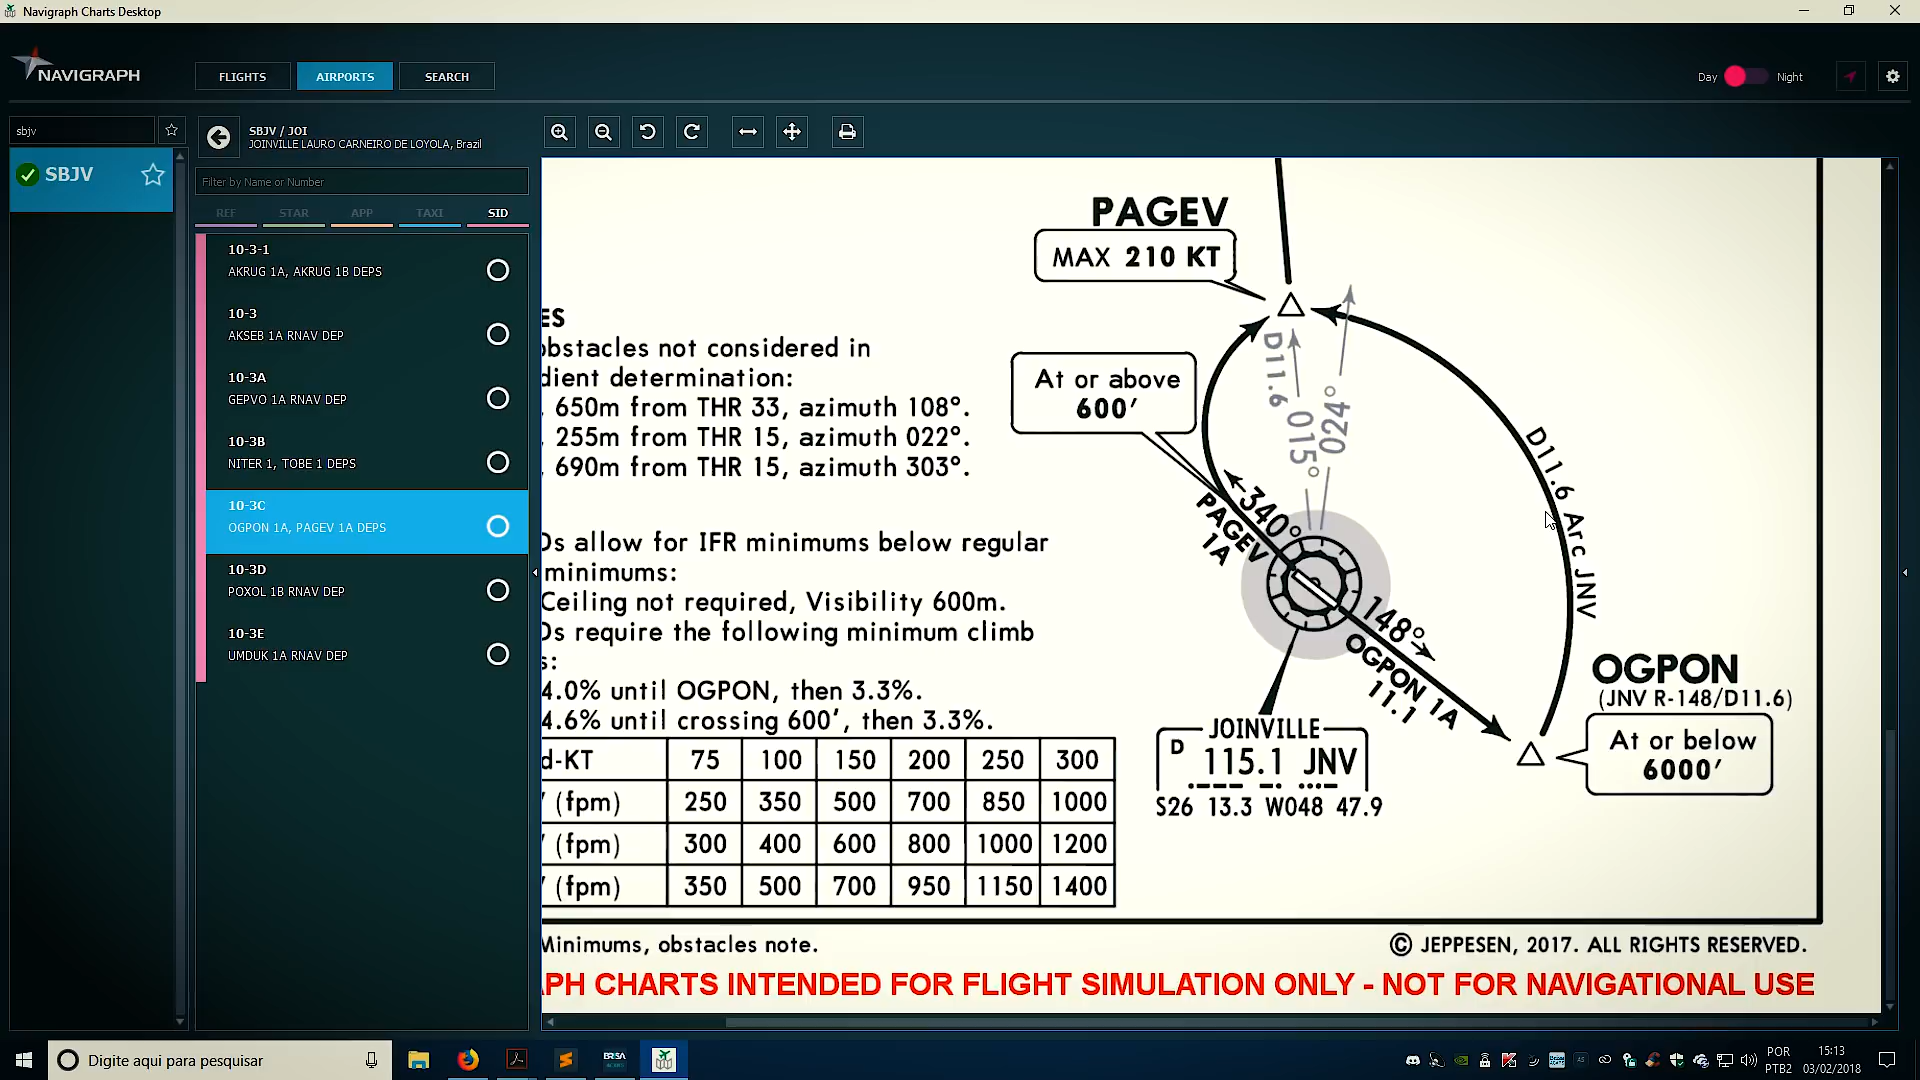 Navigraph Charts Desktop
NAVIGRAPH
FLIGHTS
AIRPORTS
SEARCH
Day
Night
sbjv
SBJV
SBJV / JOI
JOINVILLE LAURO CARNEIRO DE LOYOLA, Brazil
Filter by Name or Number
REF
STAR
APP
TAXI
SID
10-3-1
AKRUG 1A, AKRUG 1B DEPS
10-3
AKSEB 1A RNAV DEP
10-3A
GEPVO 1A RNAV DEP
10-3B
NITER 1, TOBE 1 DEPS
10-3C
OGPON 1A, PAGEV 1A DEPS
10-3D
POXOL 1B RNAV DEP
10-3E
UMDUK 1A RNAV DEP
ES
obstacles not considered in
dient determination:
, 650m from THR 33, azimuth 108°.
, 255m from THR 15, azimuth 022°.
, 690m from THR 15, azimuth 303°.
Ds allow for IFR minimums below regular
minimums:
Ceiling not required, Visibility 600m.
Ds require the following minimum climb
s:
4.0% until OGPON, then 3.3%.
4.6% until crossing 600', then 3.3%.
d-KT 75 100 150 200 250 300
' (fpm) 250 350 500 700 850 1000
' (fpm) 300 400 600 800 1000 1200
' (fpm) 350 500 700 950 1150 1400
PAGEV
MAX 210 KT
At or above
600'
D11.6
015°
024°
340°
PAGEV
1A
D11.6 Arc JNV
148°
OGPON 1A
11.1
OGPON
(JNV R-148/D11.6)
At or below
6000'
JOINVILLE
D 115.1 JNV
S26 13.3 W048 47.9
Minimums, obstacles note.
© JEPPESEN, 2017. ALL RIGHTS RESERVED.
APH CHARTS INTENDED FOR FLIGHT SIMULATION ONLY - NOT FOR NAVIGATIONAL USE
Digite aqui para pesquisar
POR
PTB2
15:13
03/02/2018